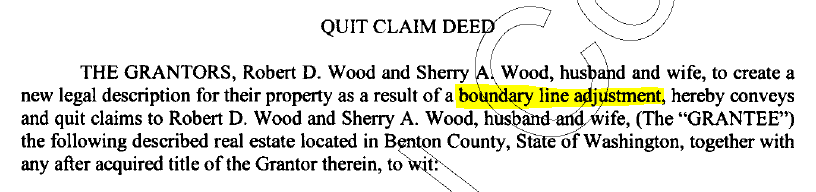 QUIT CLAIM DEED
THE GRANTORS, Robert D. Wood and Sherry A. Wood, husband and wife, to create a
new legal description for their property as a result of a boundary line adjustment, hereby conveys
and quit claims to Robert D. Wood and Sherry A. Wood, husband and wife, (The “GRANTEE”)
the following described real estate located in Benton County, State of Washington, together with
any after acquired title of the Grantor therein, to wit: